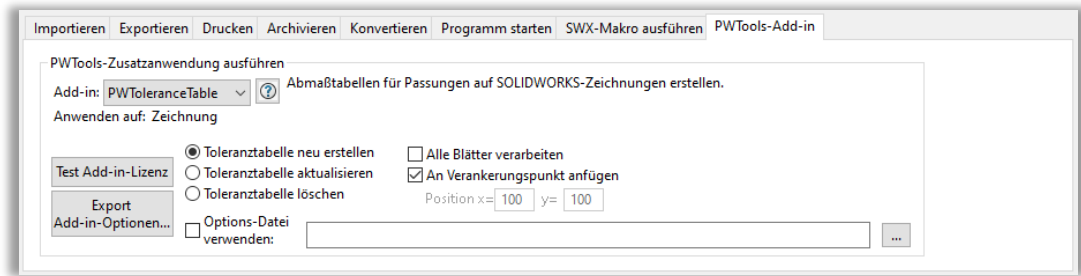 Importieren Exportieren Drucken Archivieren Konvertieren Programm starten SWX-Makro ausführen PWTools-Add-in
PWTools-Zusatzanwendung ausführen
Add-in: PWToleranceTable ? Abmaßtabellen für Passungen auf SOLIDWORKS-Zeichnungen erstellen.
Anwenden auf: Zeichnung
Test Add-in-Lizenz
Export
Add-in-Optionen...
Toleranztabelle neu erstellen
Toleranztabelle aktualisieren
Toleranztabelle löschen
Alle Blätter verarbeiten
An Verankerungspunkt anfügen
Position x= 100 y= 100
Options-Datei
verwenden:
...